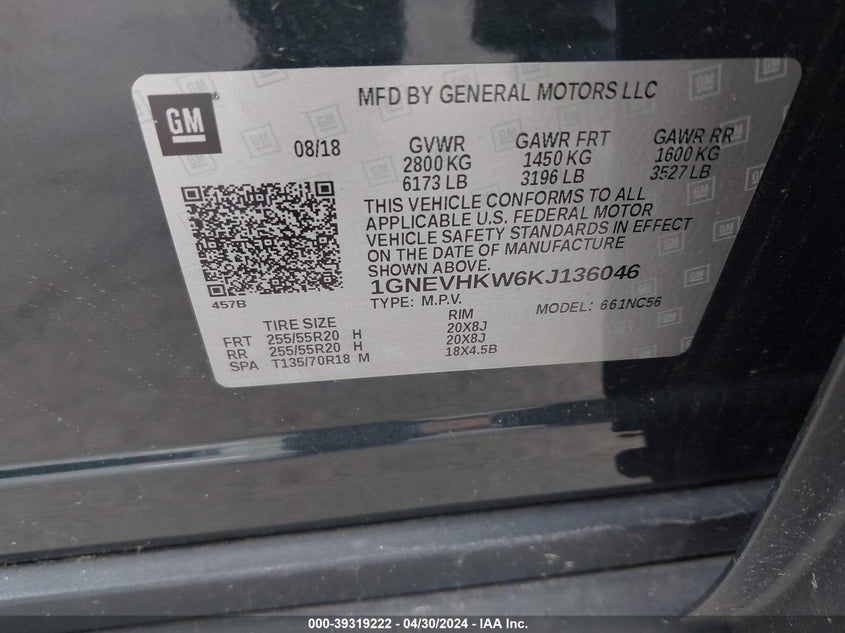 GM
MFD BY GENERAL MOTORS LLC
08/18
GVWR
2800 KG
6173 LB
GAWR FRT
1450 KG
3196 LB
GAWR RR
1600 KG
3527 LB
THIS VEHICLE CONFORMS TO ALL
APPLICABLE U.S. FEDERAL MOTOR
VEHICLE SAFETY STANDARDS IN EFFECT
ON THE DATE OF MANUFACTURE
SHOWN ABOVE.
1GNEVHKW6KJ136046
TYPE: M.P.V.
MODEL: 661NC56
457B
TIRE SIZE
RIM
FRT 255/55R20 H 20X8J
RR 255/55R20 H 20X8J
SPA T135/70R18 M 18X4.5B
000-39319222 - 04/30/2024 - IAA Inc.